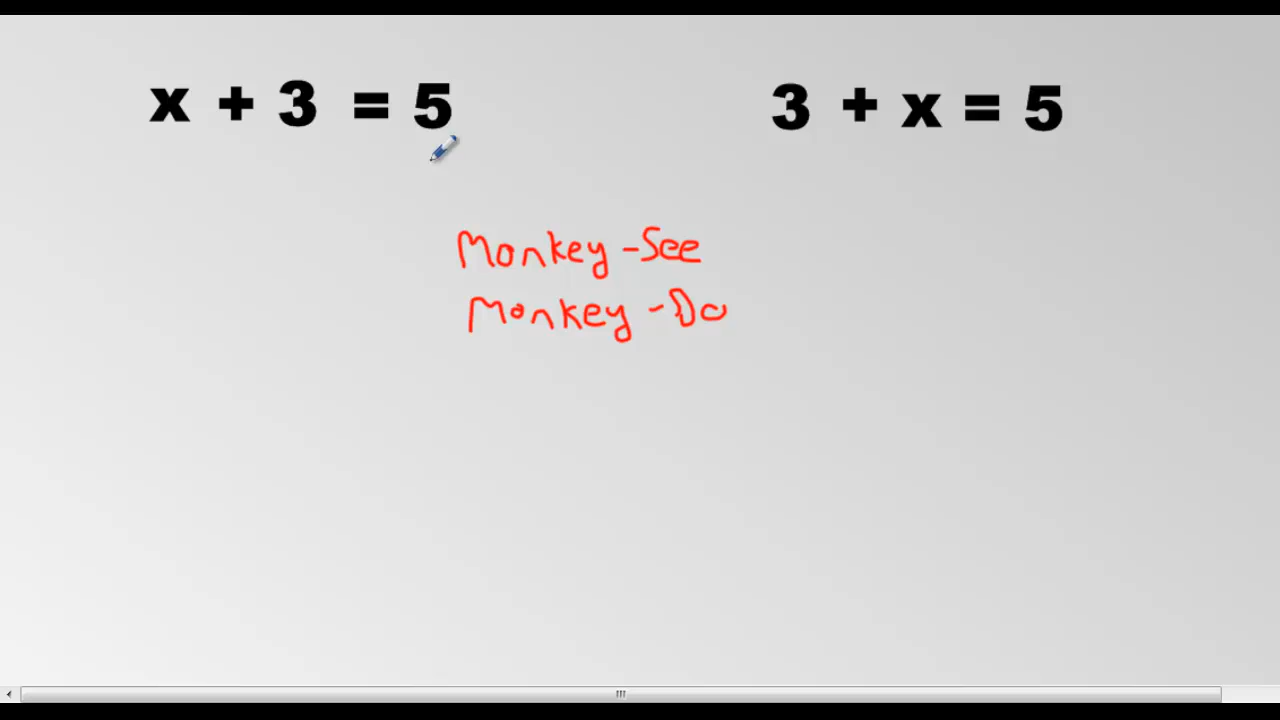 x + 3 = 5
3 + x = 5
Monkey - See
Monkey - Do